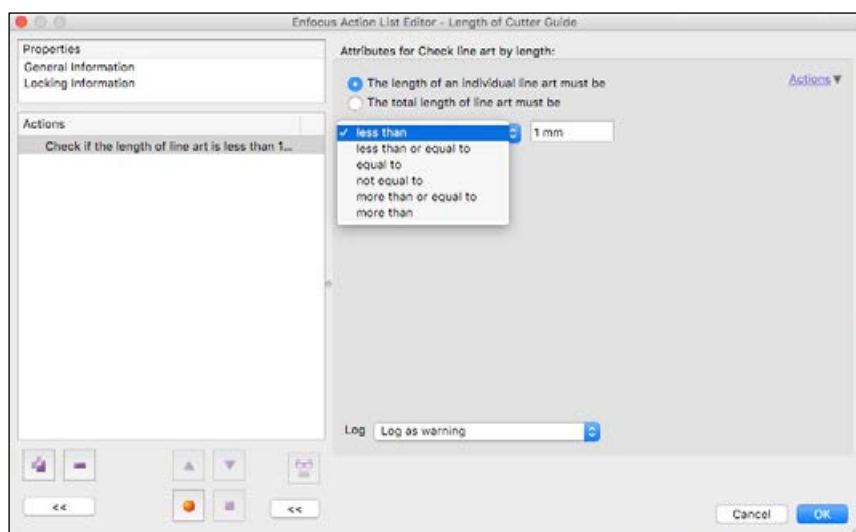 Enfocus Action List Editor - Length of Cutter Guide
Properties
General Information
Locking Information
Actions
Check if the length of line art is less than 1...
<<
<<
Attributes for Check line art by length:
The length of an individual line art must be
Actions ▼
The total length of line art must be
✓ less than
1 mm
less than or equal to
equal to
not equal to
more than or equal to
more than
Log Log as warning
Cancel OK